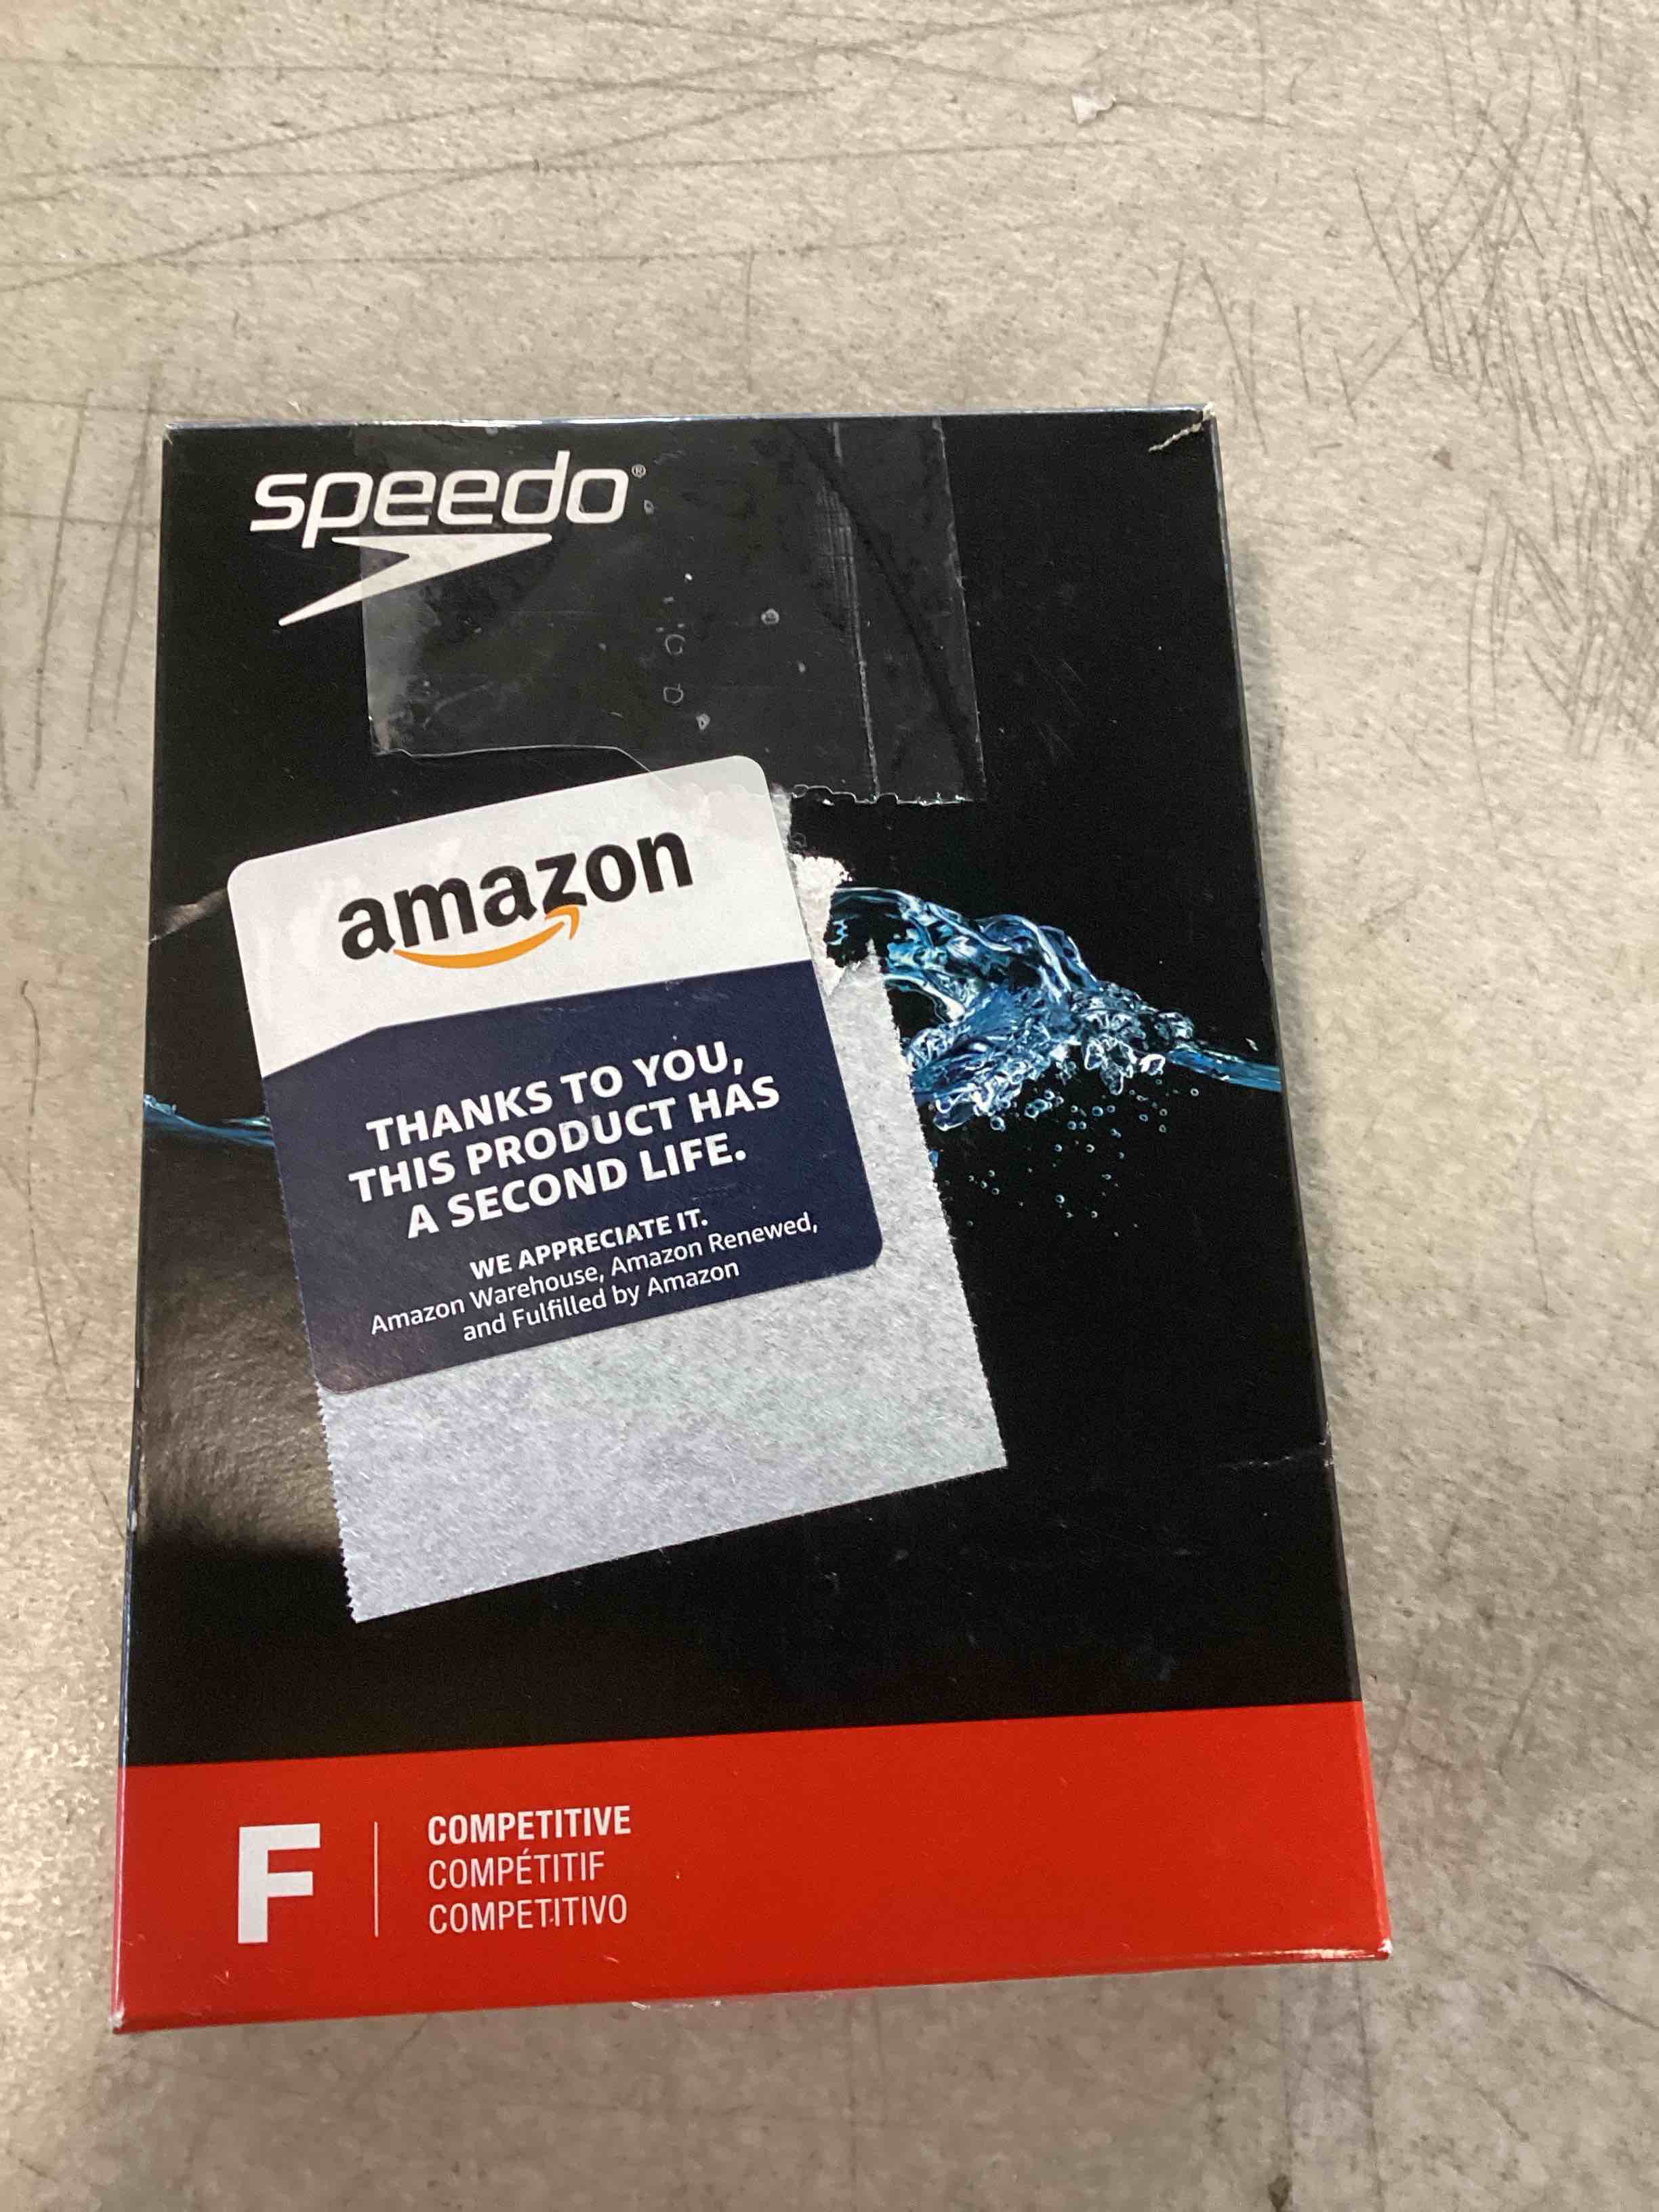 speedo®
amazon
THANKS TO YOU,
THIS PRODUCT HAS
A SECOND LIFE.
WE APPRECIATE IT.
Amazon Warehouse, Amazon Renewed,
and Fulfilled by Amazon
F
COMPETITIVE
COMPÉTITIF
COMPETITIVO